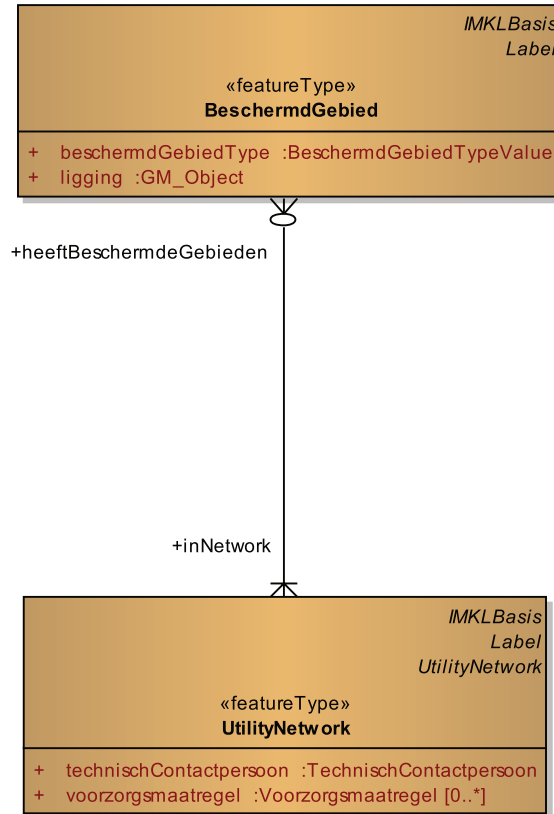 IMKLBasis
Label
«featureType»
BeschermdGebied
+ beschermdGebiedType :BeschermdGebiedTypeValue
+ ligging :GM_Object
+heeftBeschermdeGebieden
+inNetwork
IMKLBasis
Label
UtilityNetwork
«featureType»
UtilityNetwork
+ technischContactpersoon :TechnischContactpersoon
+ voorzorgsmaatregel :Voorzorgsmaatregel [0..*]